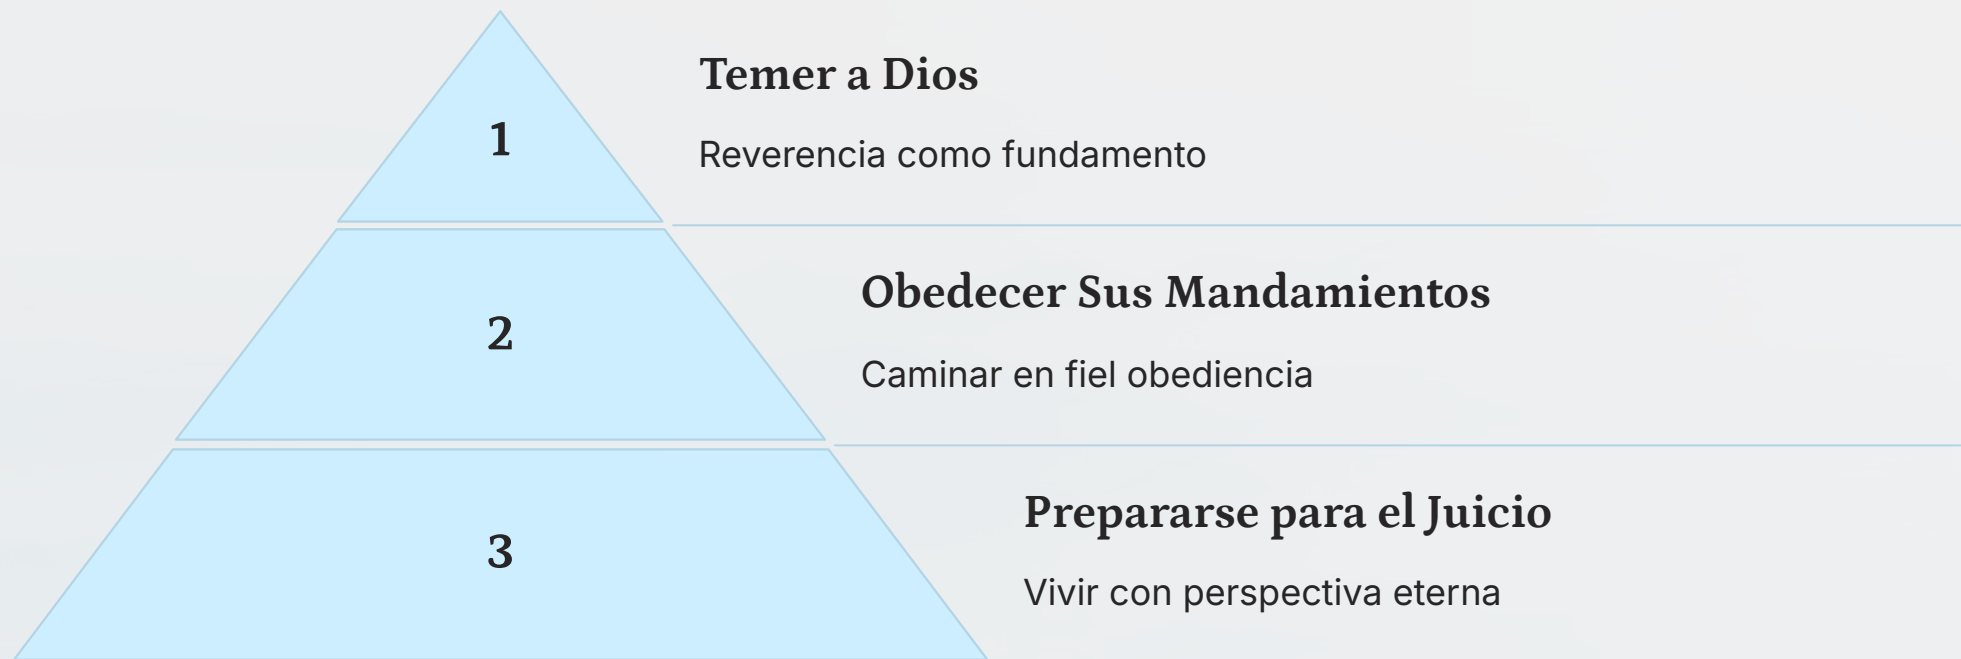 1
Temer a Dios
Reverencia como fundamento
2
Obedecer Sus Mandamientos
Caminar en fiel obediencia
3
Prepararse para el Juicio
Vivir con perspectiva eterna